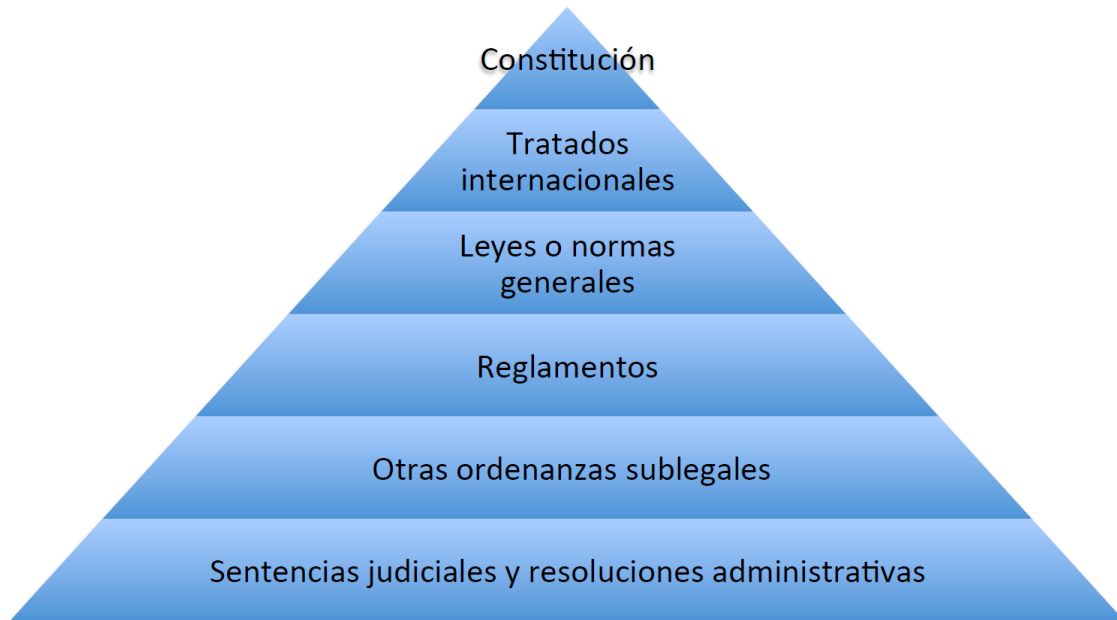 Constitución
Tratados
internacionales
Leyes o normas
generales
Reglamentos
Otras ordenanzas sublegales
Sentencias judiciales y resoluciones administrativas